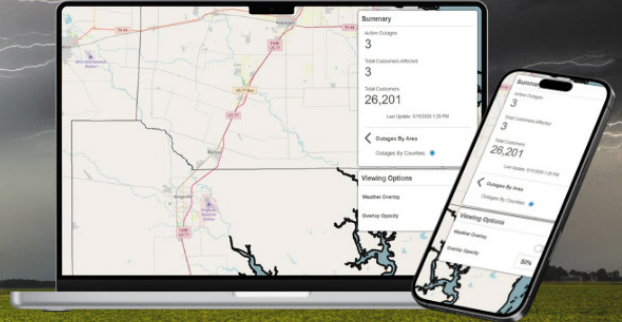 Summary
Active Outages
3
Total Customers Affected
3
Total Customers
26,201
Outages By Area
Outages By Counties
Viewing Options
Weather Overlay
Overlay Opacity
Summary
Active Outages
3
Total Customers Affected
3
Total Customers
26,201
Outages By Area
Outages By Counties
Viewing Options
Weather Overlay
Overlay Opacity
50%